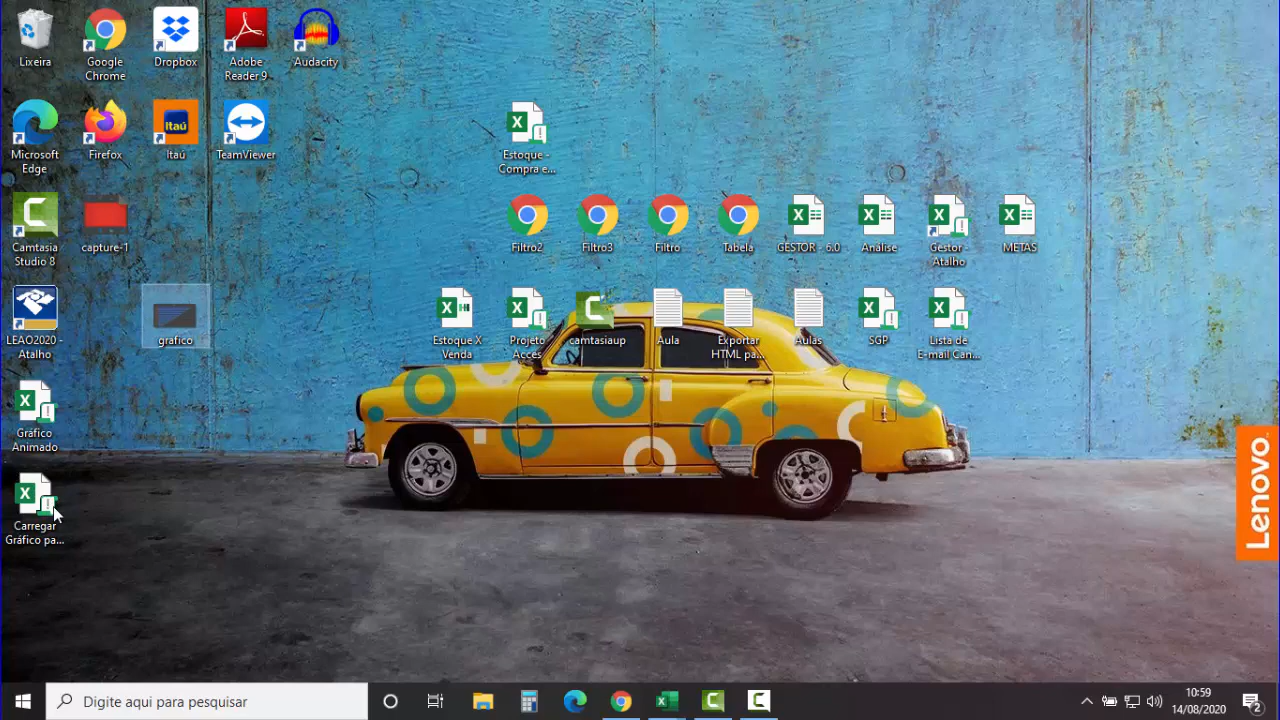 Lixeira
Google
Chrome
Dropbox
Adobe
Reader 9
Audacity
Microsoft
Edge
Firefox
Itaú
Itaú
TeamViewer
Estoque -
Compra e...
Camtasia
Studio 8
capture-1
Filtro2
Filtro3
Filtro
Tabela
GESTOR - 6.0
Análise
Gestor -
Atalho
METAS
LEAO2020 -
Atalho
grafico
Estoque X
Venda
Projeto
Acces
camtasiaup
Aula
Exportar
HTML pa...
Aulas
SGP
Lista de
E-mail Can...
Gráfico
Animado
Carregar
Gráfico pa...
Lenovo
Digite aqui para pesquisar
10:59
14/08/2020
2